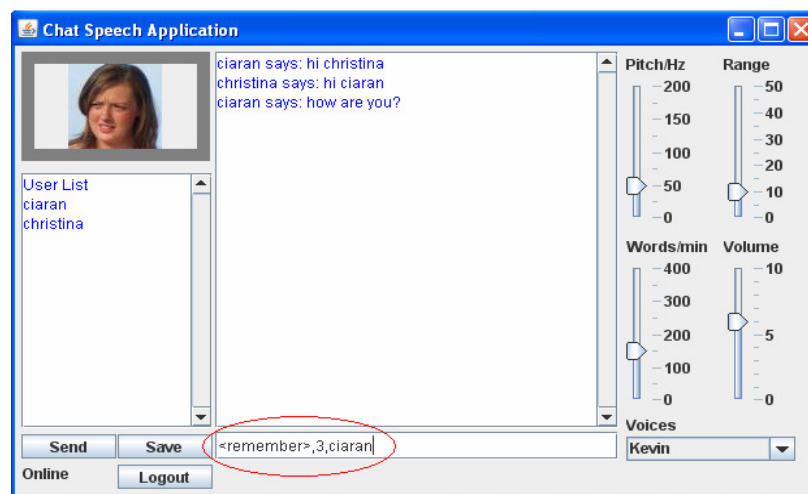 Chat Speech Application
ciaran says: hi christina
christina says: hi ciaran
ciaran says: how are you?
User List
ciaran
christina
Pitch/Hz
200
150
100
50
0
Range
50
40
30
20
10
0
Words/min
400
300
200
100
0
Volume
10
5
0
Voices
Kevin
Send
Save
<remember>,3,ciaran
Online
Logout